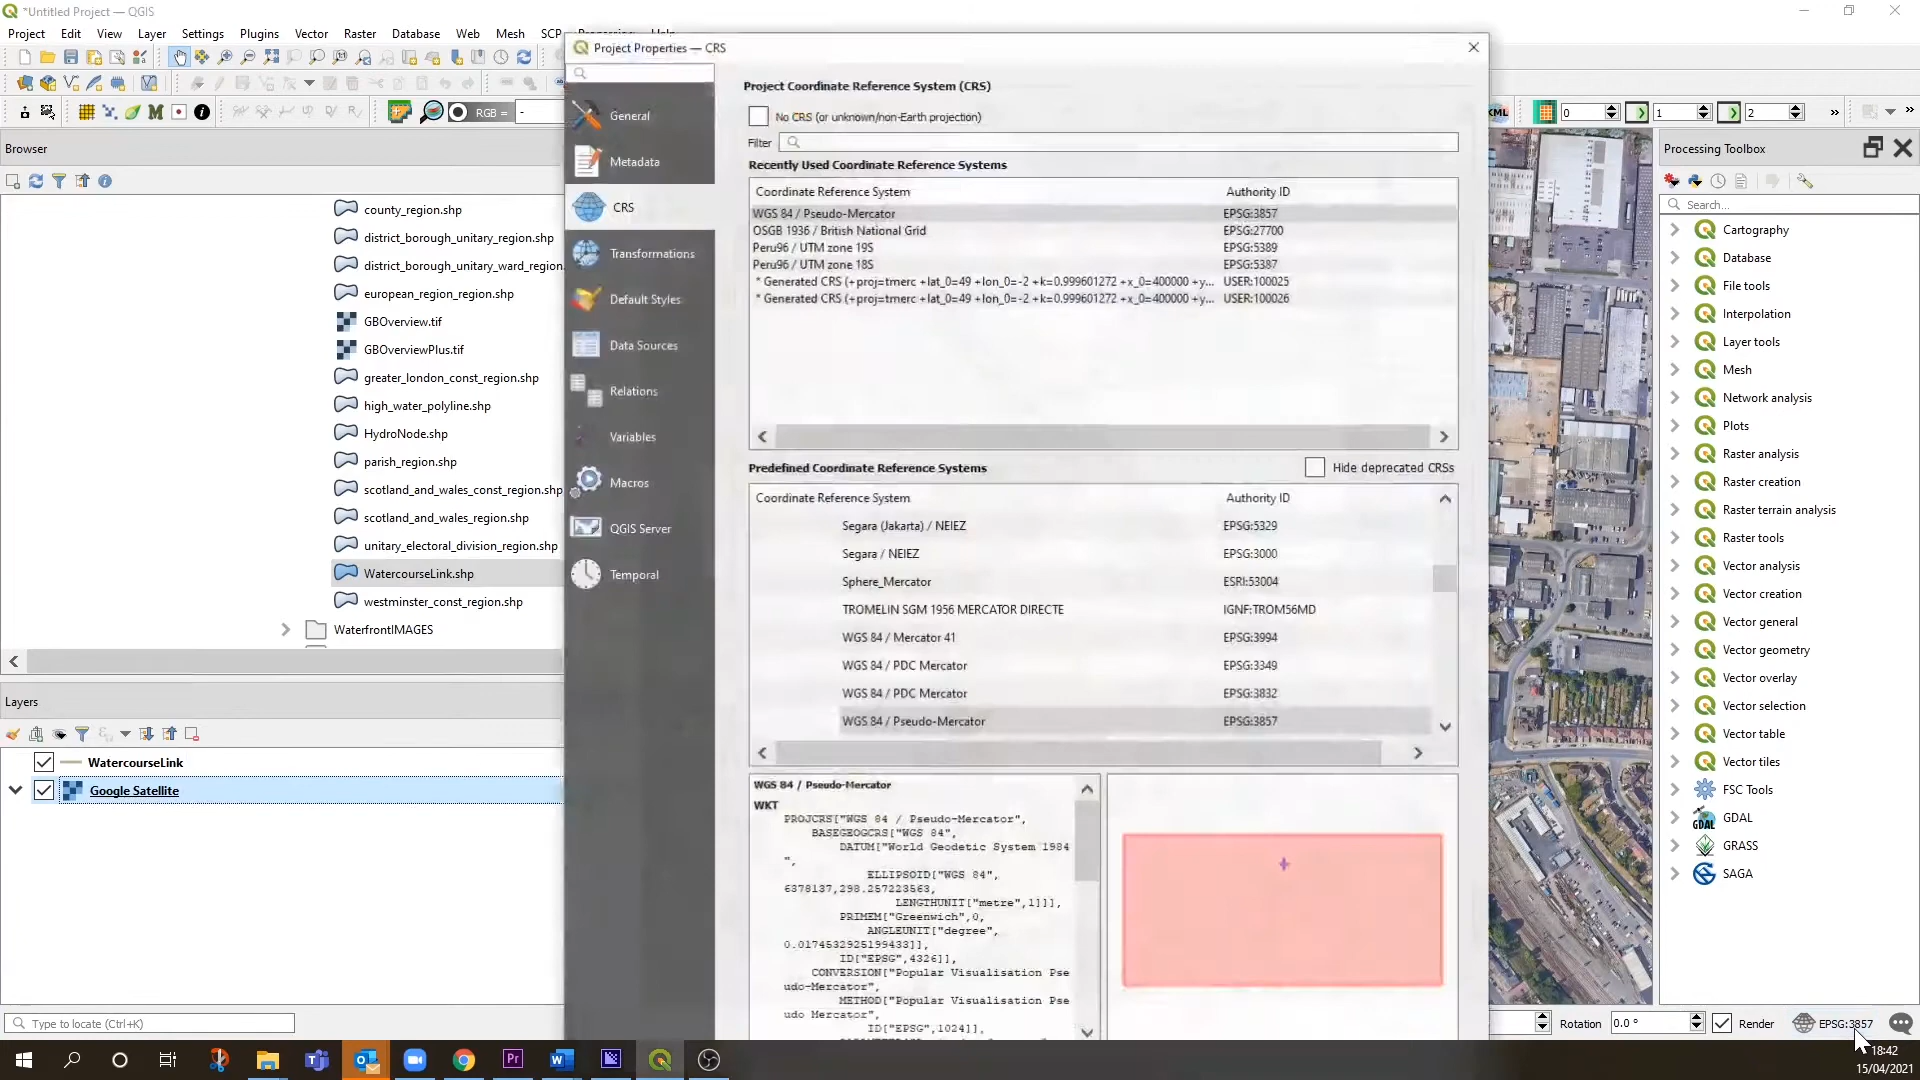 *Untitled Project — QGIS
Project Edit View Layer Settings Plugins Vector Raster Database Web Mesh SCP
RGB = -
0 1 2
Browser
county_region.shp
district_borough_unitary_region.shp
district_borough_unitary_ward_region.
european_region_region.shp
GBOverview.tif
GBOverviewPlus.tif
greater_london_const_region.shp
high_water_polyline.shp
HydroNode.shp
parish_region.shp
scotland_and_wales_const_region.shp
scotland_and_wales_region.shp
unitary_electoral_division_region.shp
WatercourseLink.shp
westminster_const_region.shp
WaterfrontIMAGES
Layers
WatercourseLink
Google Satellite
Type to locate (Ctrl+K)
Project Properties — CRS
General
Metadata
CRS
Transformations
Default Styles
Data Sources
Relations
Variables
Macros
QGIS Server
Temporal
Project Coordinate Reference System (CRS)
No CRS (or unknown/non-Earth projection)
Filter
Recently Used Coordinate Reference Systems
Coordinate Reference System Authority ID
WGS 84 / Pseudo-Mercator EPSG:3857
OSGB 1936 / British National Grid EPSG:27700
Peru96 / UTM zone 19S EPSG:5389
Peru96 / UTM zone 18S EPSG:5387
* Generated CRS (+proj=tmerc +lat_0=49 +lon_0=-2 +k=0.999601272 +x_0=400000 +y... USER:100025
* Generated CRS (+proj=tmerc +lat_0=49 +lon_0=-2 +k=0.999601272 +x_0=400000 +y... USER:100026
Predefined Coordinate Reference Systems Hide deprecated CRSs
Coordinate Reference System Authority ID
Segara (Jakarta) / NEIEZ EPSG:5329
Segara / NEIEZ EPSG:3000
Sphere_Mercator ESRI:53004
TROMELIN SGM 1956 MERCATOR DIRECTE IGNF:TROM56MD
WGS 84 / Mercator 41 EPSG:3994
WGS 84 / PDC Mercator EPSG:3349
WGS 84 / PDC Mercator EPSG:3832
WGS 84 / Pseudo-Mercator EPSG:3857
WGS 84 / Pseudo-Mercator
WKT
PROJCRS["WGS 84 / Pseudo-Mercator",
BASEGEOGCRS["WGS 84",
DATUM["World Geodetic System 1984
",
ELLIPSOID["WGS 84",
6378137,298.257223563,
LENGTHUNIT["metre",1]]],
PRIMEM["Greenwich",0,
ANGLEUNIT["degree",
0.0174532925199433]],
ID["EPSG",4326]],
CONVERSION["Popular Visualisation Pse
udo-Mercator",
METHOD["Popular Visualisation Pse
udo Mercator",
ID["EPSG",1024]],
Processing Toolbox
Search...
Cartography
Database
File tools
Interpolation
Layer tools
Mesh
Network analysis
Plots
Raster analysis
Raster creation
Raster terrain analysis
Raster tools
Vector analysis
Vector creation
Vector general
Vector geometry
Vector overlay
Vector selection
Vector table
Vector tiles
FSC Tools
GDAL
GRASS
SAGA
Rotation 0.0 ° Render EPSG:3857
18:42
15/04/2021